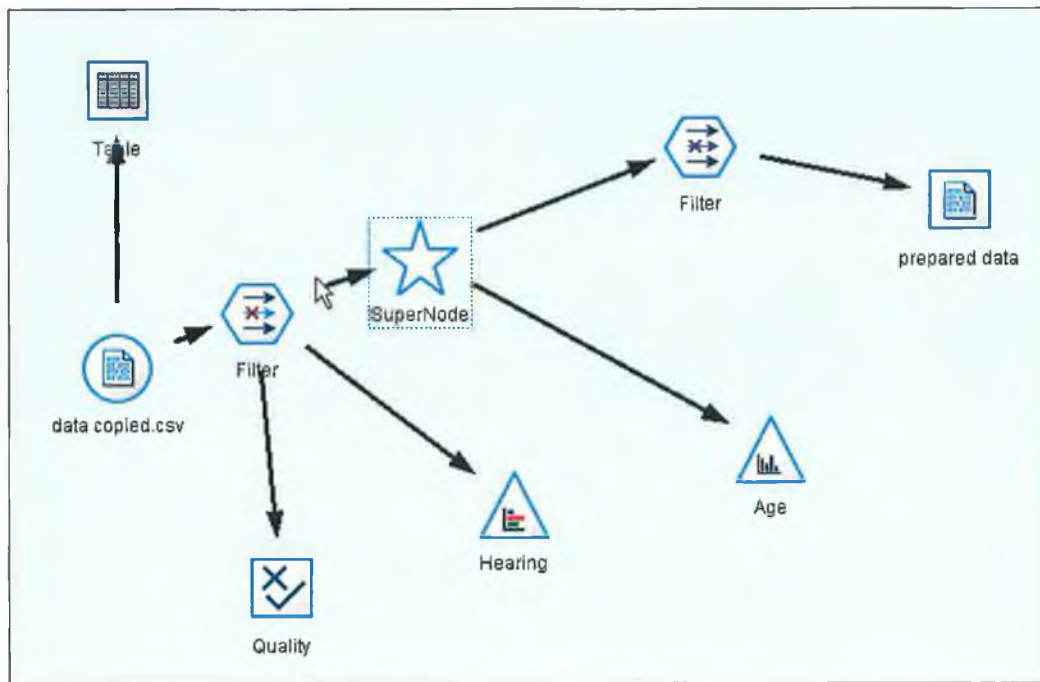 Table
Filter
prepared data
SuperNode
Filter
data copied.csv
Age
Hearing
Quality